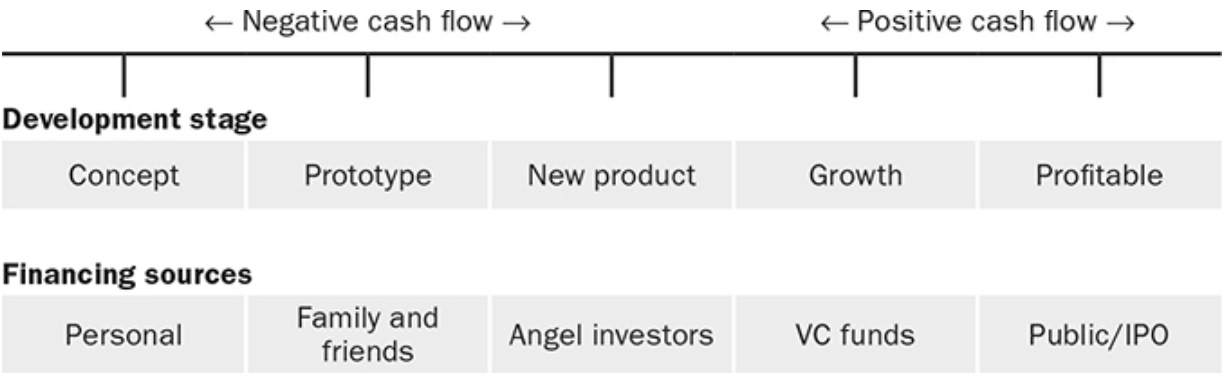 ← Negative cash flow →
← Positive cash flow →
Development stage
Concept
Prototype
New product
Growth
Profitable
Financing sources
Personal
Family and
friends
Angel investors
VC funds
Public/IPO